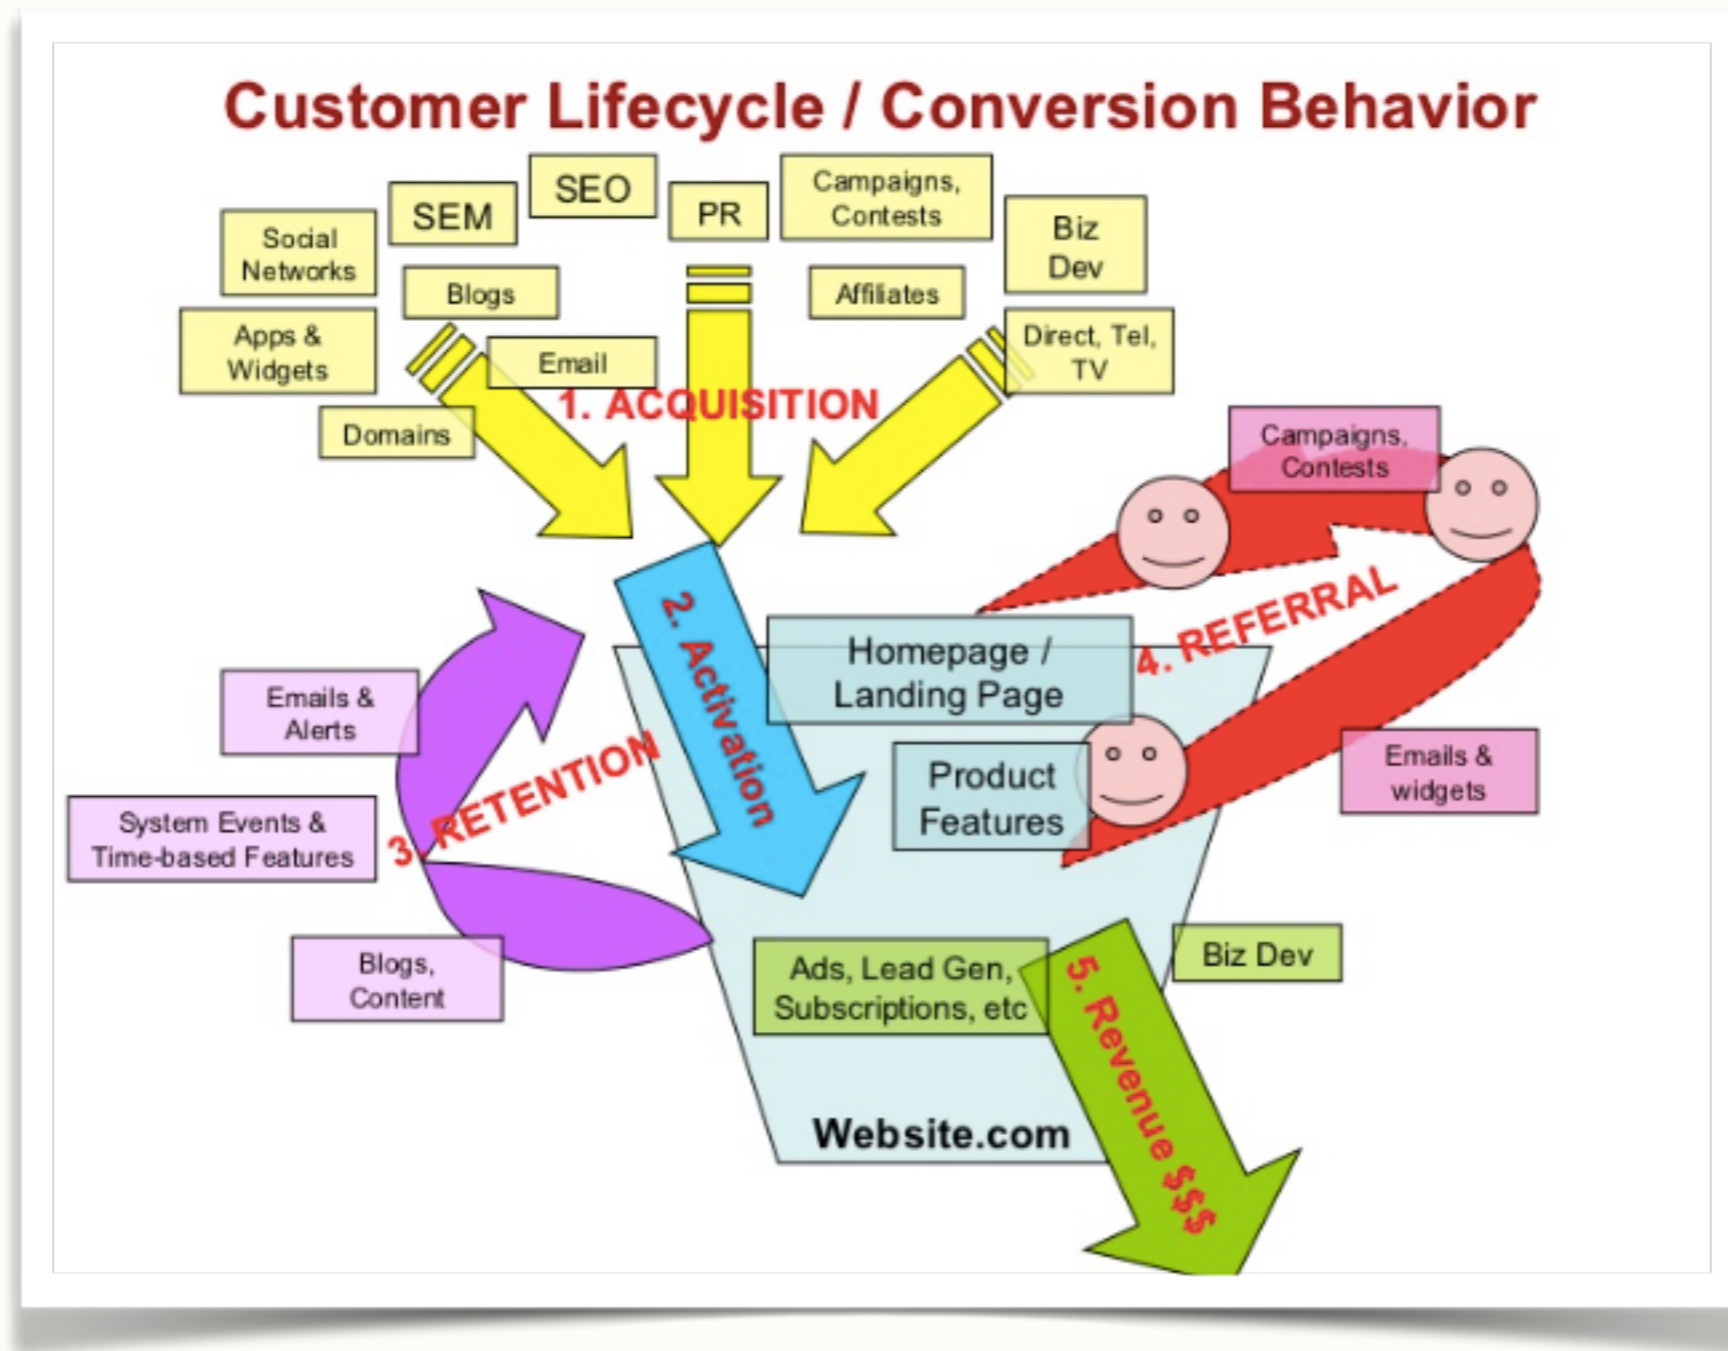 Customer Lifecycle / Conversion Behavior
SEO
Campaigns,
Contests
SEM
PR
Biz
Dev
Social
Networks
Blogs
Affiliates
Apps &
Widgets
Email
Direct, Tel,
TV
1. ACQUISITION
Domains
Campaigns,
Contests
2. Activation
Homepage /
Landing Page
4. REFERRAL
Emails &
Alerts
3. RETENTION
Product
Features
Emails &
widgets
System Events &
Time-based Features
Blogs,
Content
Ads, Lead Gen,
Subscriptions, etc
Biz Dev
5. Revenue $$$
Website.com